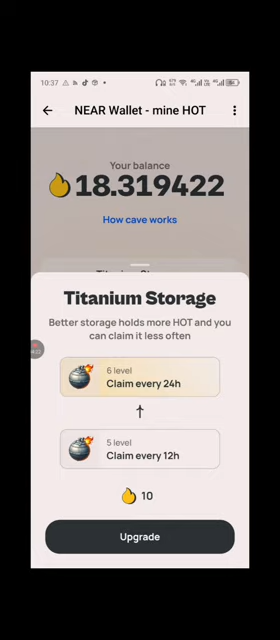 10:37
NEAR Wallet - mine HOT
Your balance
18.319422
How cave works
Titanium Storage
Better storage holds more HOT and you
can claim it less often
6 level
Claim every 24h
5 level
Claim every 12h
10
Upgrade